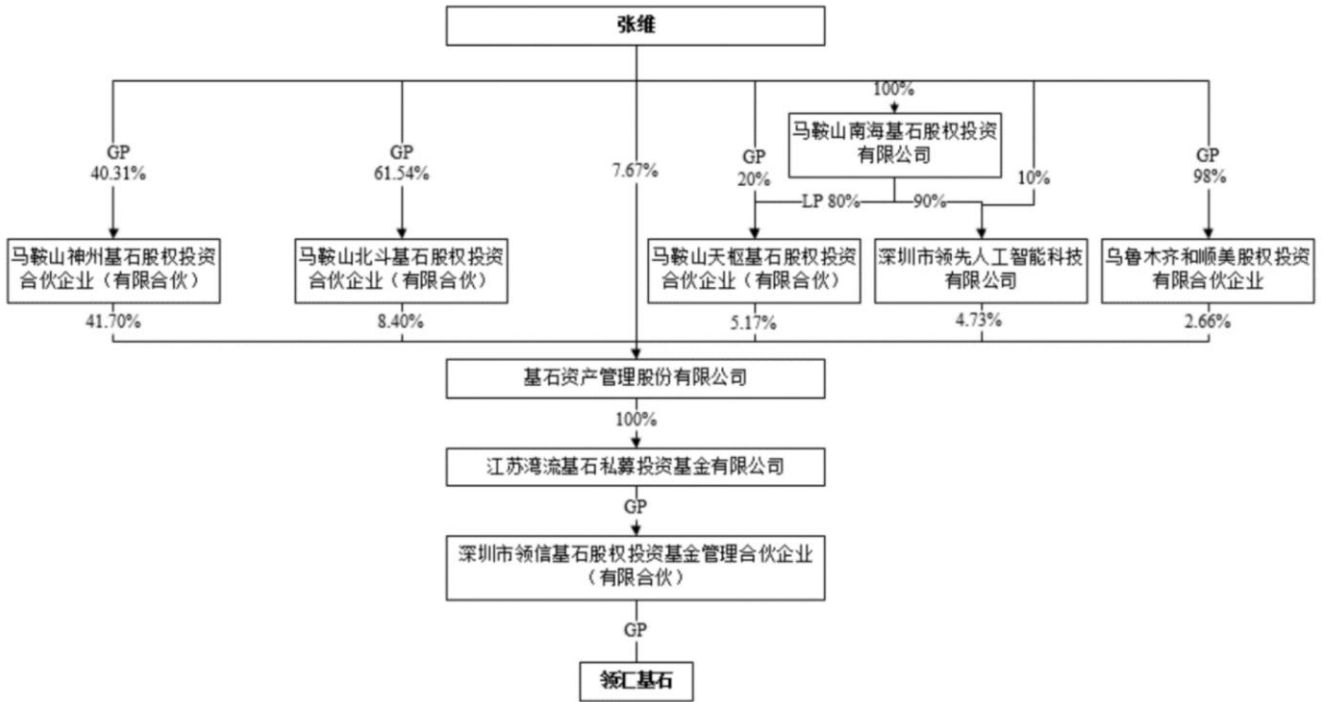 张维
100%
马鞍山南海基石股权投资
有限公司
GP
40.31%
GP
61.54%
7.67%
GP
20%
10%
GP
98%
LP 80%
90%
马鞍山神州基石股权投资
合伙企业（有限合伙）
马鞍山北斗基石股权投资
合伙企业（有限合伙）
马鞍山天枢基石股权投资
合伙企业（有限合伙）
深圳市领先人工智能科技
有限公司
乌鲁木齐和顺美股权投资
有限合伙企业
41.70%
8.40%
5.17%
4.73%
2.66%
基石资产管理股份有限公司
100%
江苏湾流基石私募投资基金有限公司
GP
深圳市领信基石股权投资基金管理合伙企业
（有限合伙）
GP
领汇基石